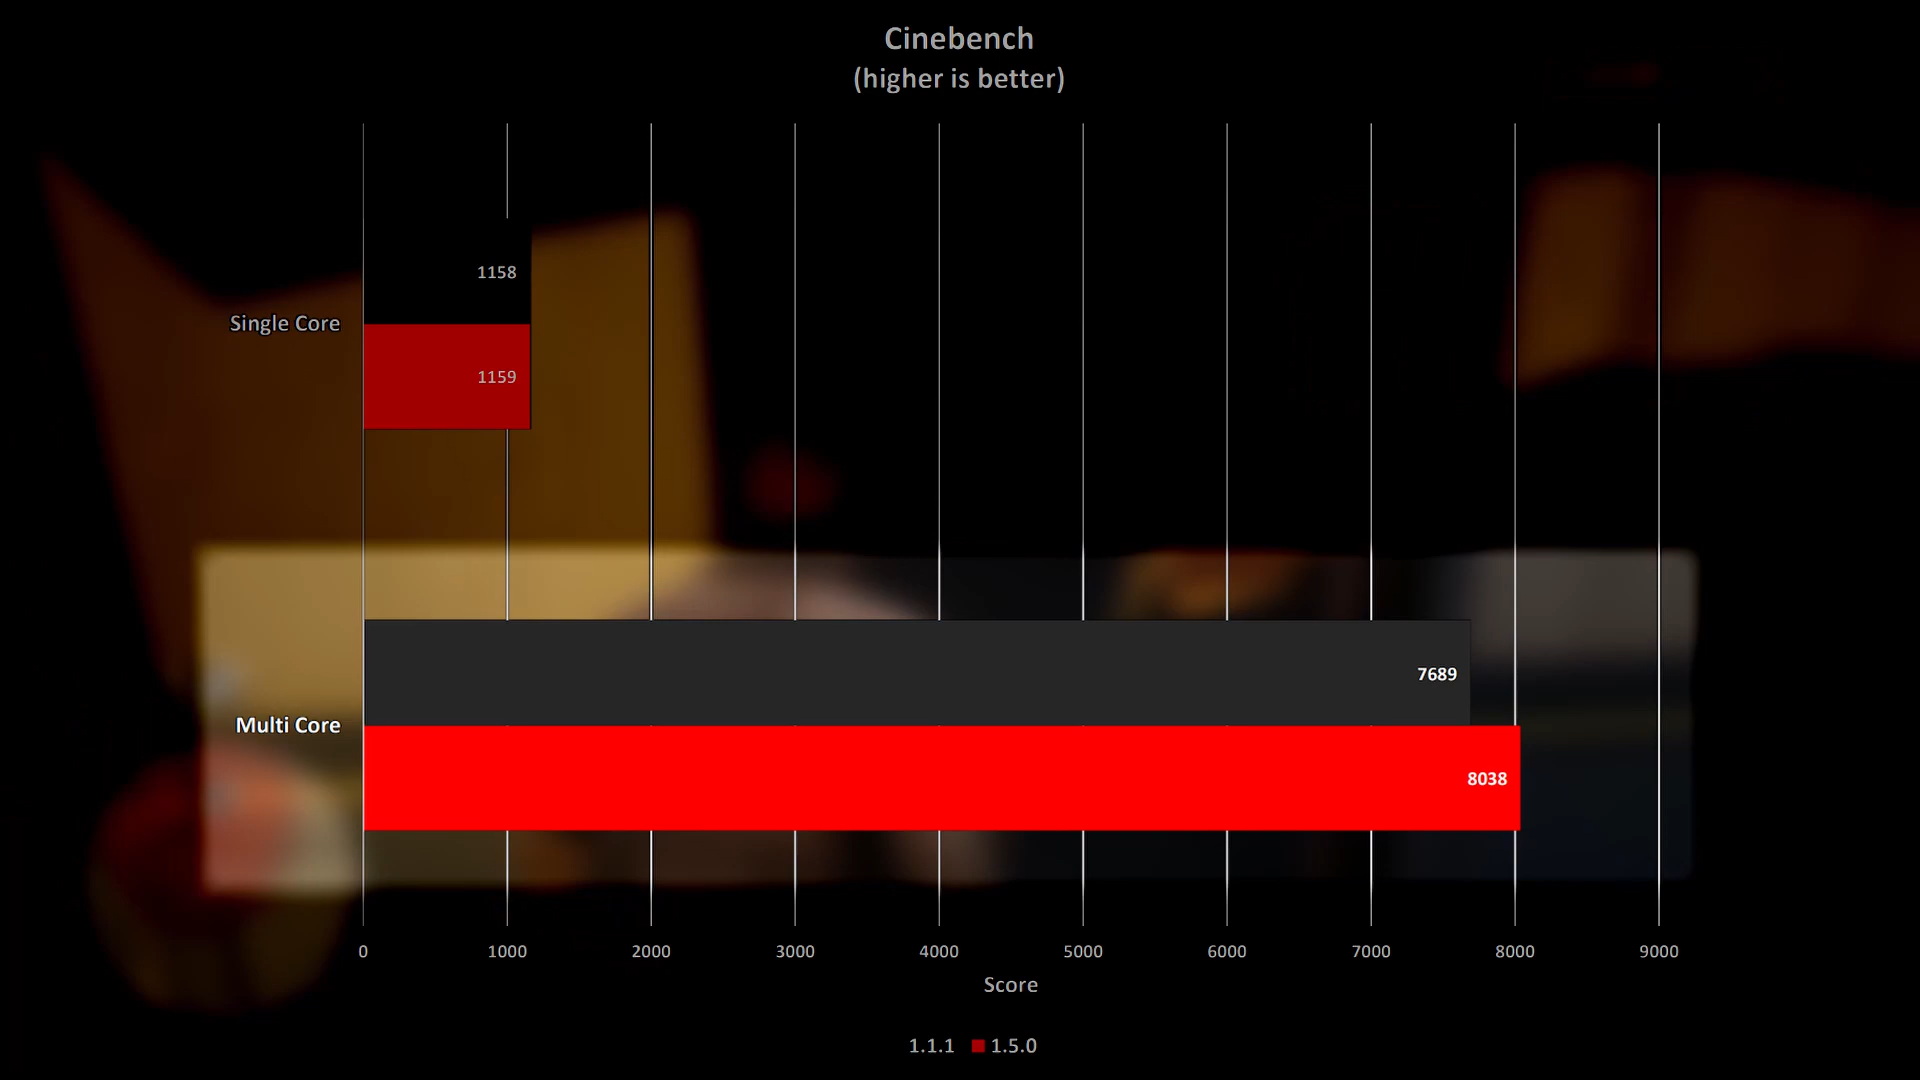 Cinebench
(higher is better)
1158
Single Core
1159
7689
Multi Core
8038
0 1000 2000 3000 4000 5000 6000 7000 8000 9000
Score
1.1.1 1.5.0